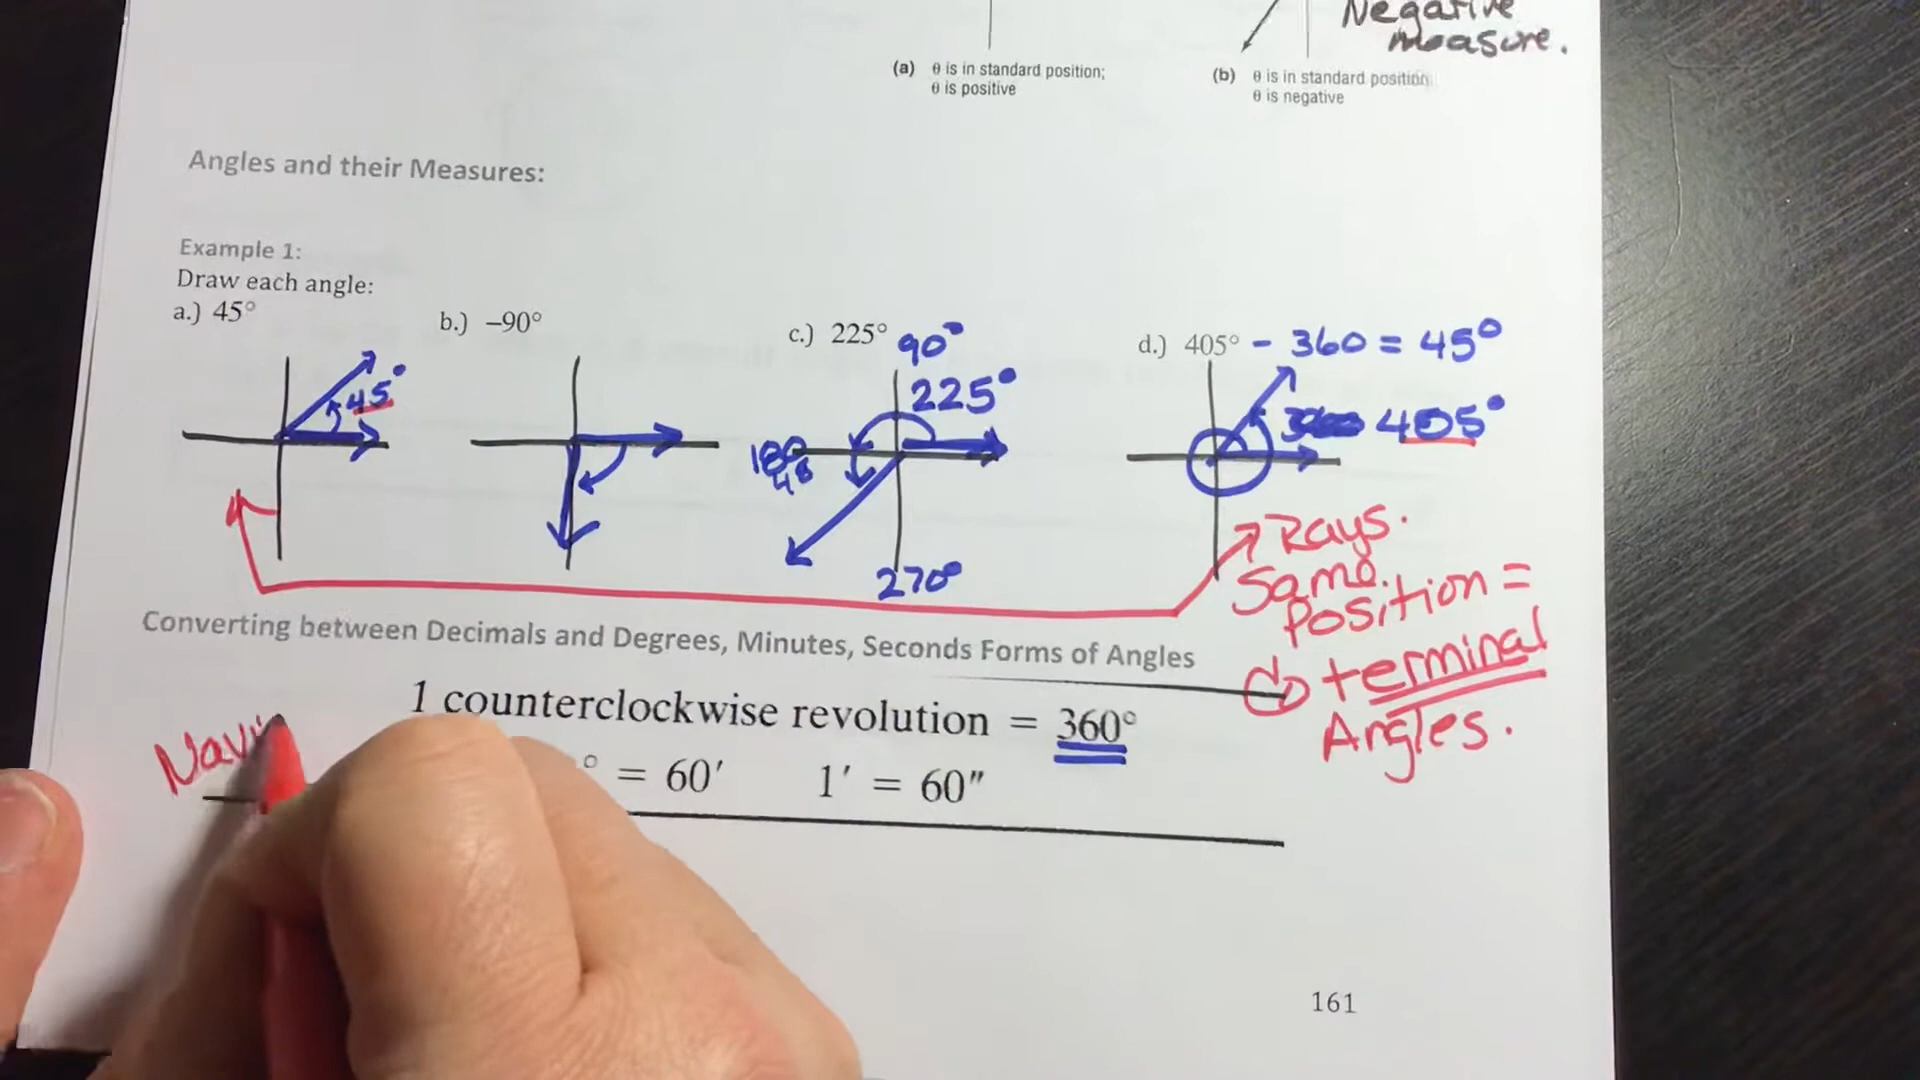 Negative
measure.
(a) θ is in standard position;
θ is positive
(b) θ is in standard position
θ is negative
Angles and their Measures:
Example 1:
Draw each angle:
a.) 45°
b.) –90°
c.) 225°
90°
d.) 405° - 360 = 45°
45°
225°
405°
180
45
270°
Rays.
Same
Position =
Co terminal
Angles.
Converting between Decimals and Degrees, Minutes, Seconds Forms of Angles
1 counterclockwise revolution = 360°
° = 60′ 1′ = 60″
161